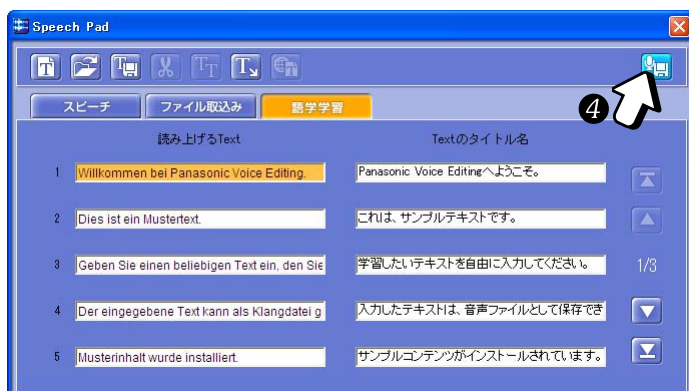 Speech Pad
スピーチ ファイル取込み 語学学習
❹
読み上げるText Textのタイトル名
1 Willkommen bei Panasonic Voice Editing. Panasonic Voice Editingへようこそ。
2 Dies ist ein Mustertext. これは、サンプルテキストです。
3 Geben Sie einen beliebigen Text ein, den Sie 学習したいテキストを自由に入力してください。 1/3
4 Der eingegebene Text kann als Klangdatei g 入力したテキストは、音声ファイルとして保存でき
5 Musterinhalt wurde installiert. サンプルコンテンツがインストールされています。